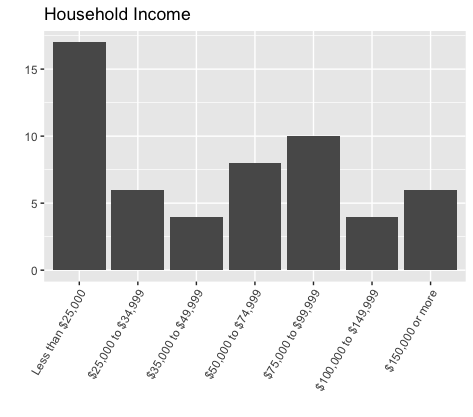 Household Income
15
10
5
0
Less than $25,000
$25,000 to $34,999
$35,000 to $49,999
$50,000 to $74,999
$75,000 to $99,999
$100,000 to $149,999
$150,000 or more